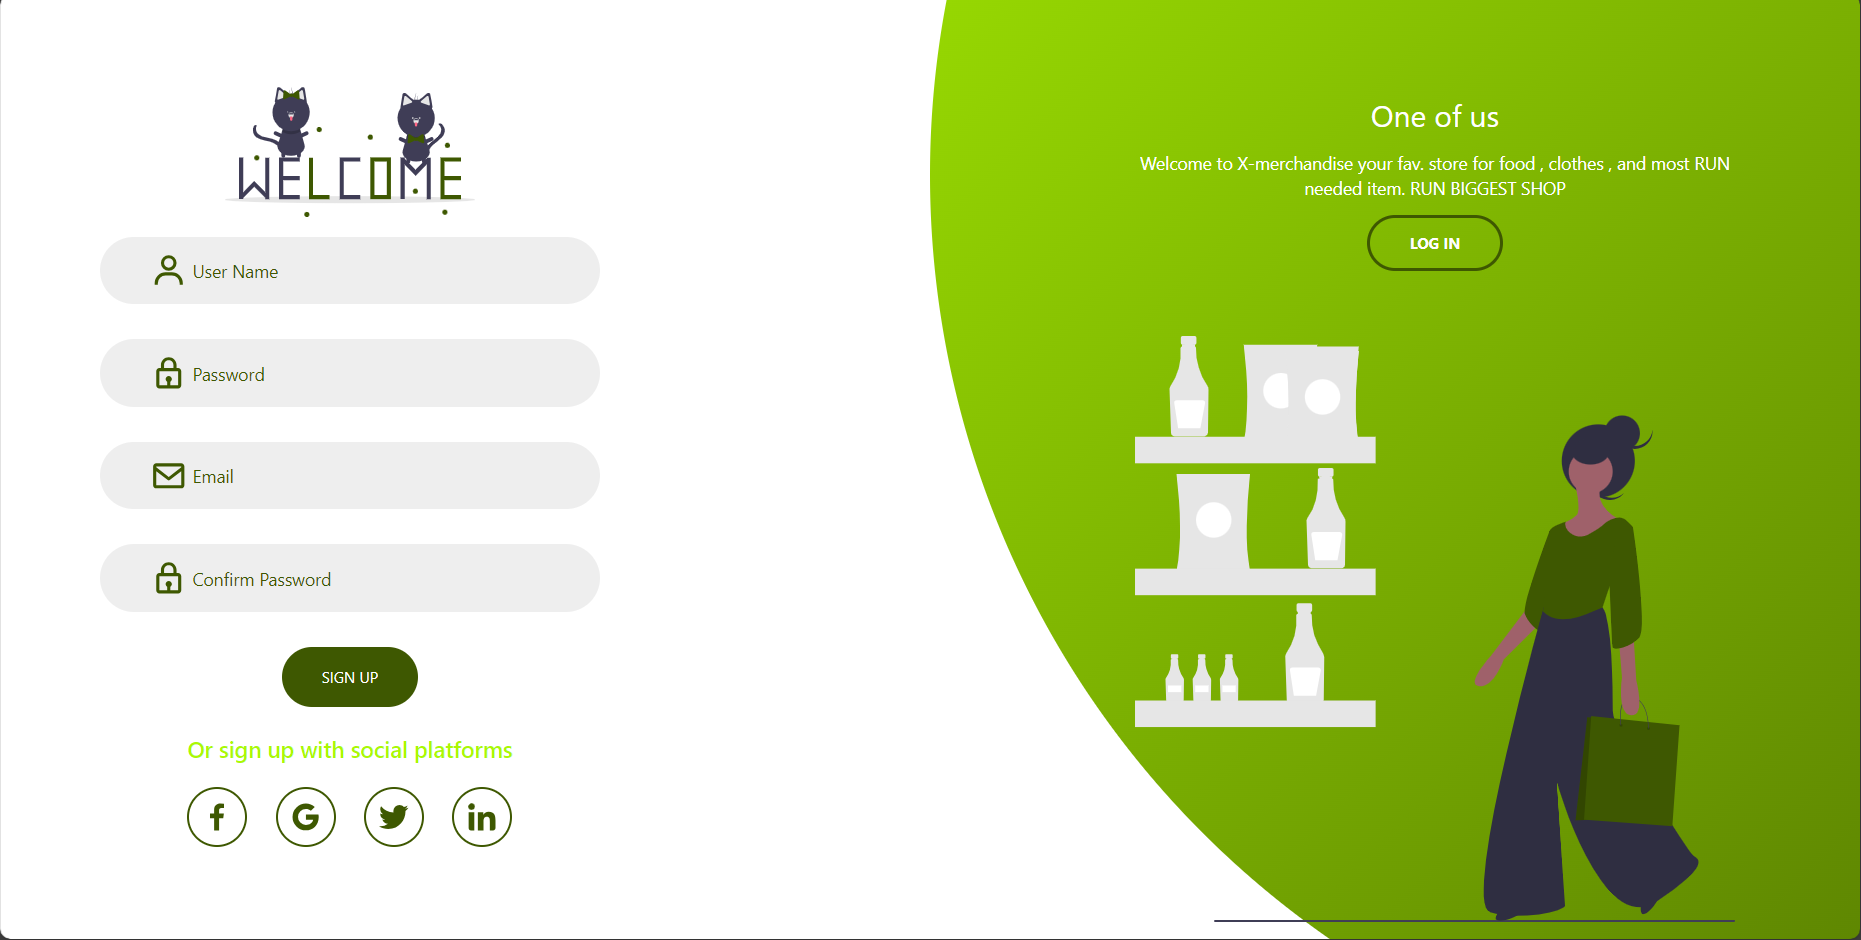 WELCOME
User Name
Password
Email
Confirm Password
SIGN UP
Or sign up with social platforms
One of us
Welcome to X-merchandise your fav. store for food , clothes , and most RUN
needed item. RUN BIGGEST SHOP
LOG IN